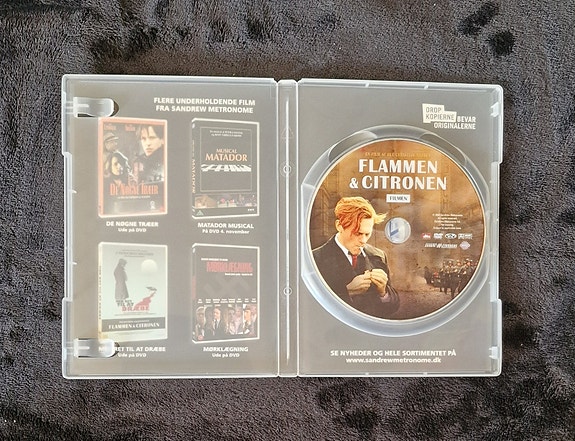 FLERE UNDERHOLDENDE FILM
FRA SANDREW METRONOME
DE NØGNE TRÆER
Ude på DVD
MUSICAL
MATADOR
MATADOR MUSICAL
På DVD 4. november
FLAMMEN & CITRONEN
RET TIL AT DRÆBE
Ude på DVD
MØRKLÆGNING
MØRKLÆGNING
Ude på DVD
DROP
KOPIERNE
BEVAR
ORIGINALERNE
FLAMMEN
& CITRONEN
FILMEN
SE NYHEDER OG HELE SORTIMENTET PÅ
www.sandrewmetronome.dk